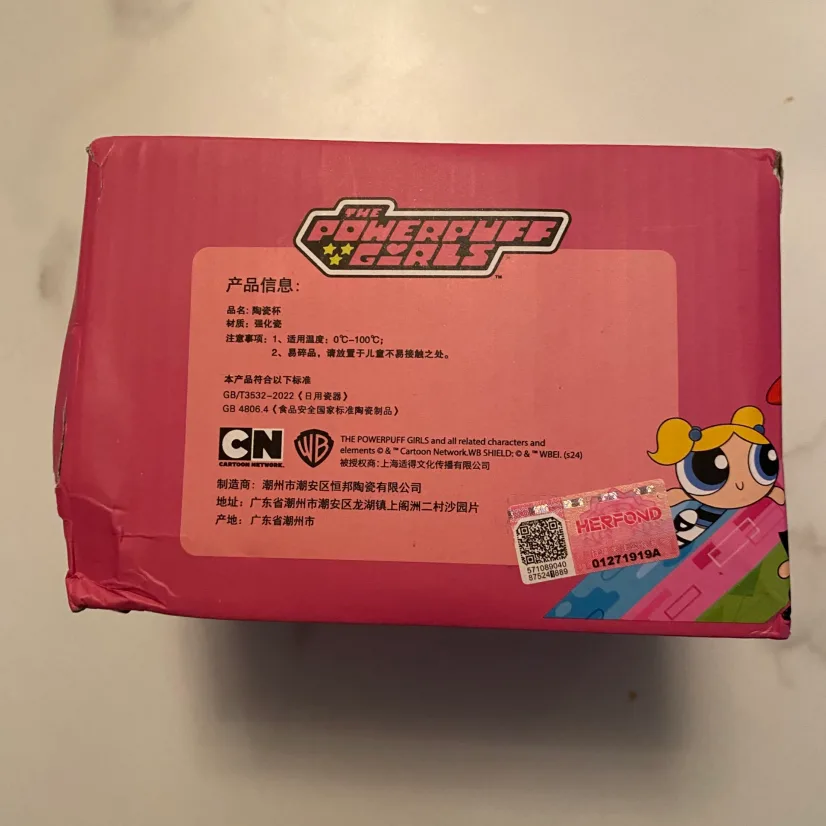 THE
POWERPUFF
GIRLS
™
产品信息：
品名：陶瓷杯
材质：强化瓷
注意事项：1、适用温度：0℃-100℃；
2、易碎品，请放置于儿童不易接触之处。
本产品符合以下标准
GB/T3532-2022《日用瓷器》
GB 4806.4《食品安全国家标准陶瓷制品》
CN
CARTOON NETWORK.
WB
THE POWERPUFF GIRLS and all related characters and
elements © & ™ Cartoon Network.WB SHIELD: © & ™ WBEI. (s24)
被授权商：上海适得文化传播有限公司
制造商：潮州市潮安区恒邦陶瓷有限公司
地址：广东省潮州市潮安区龙湖镇上阁洲二村沙园片
产地：广东省潮州市
HERFOND
01271919A
571089040